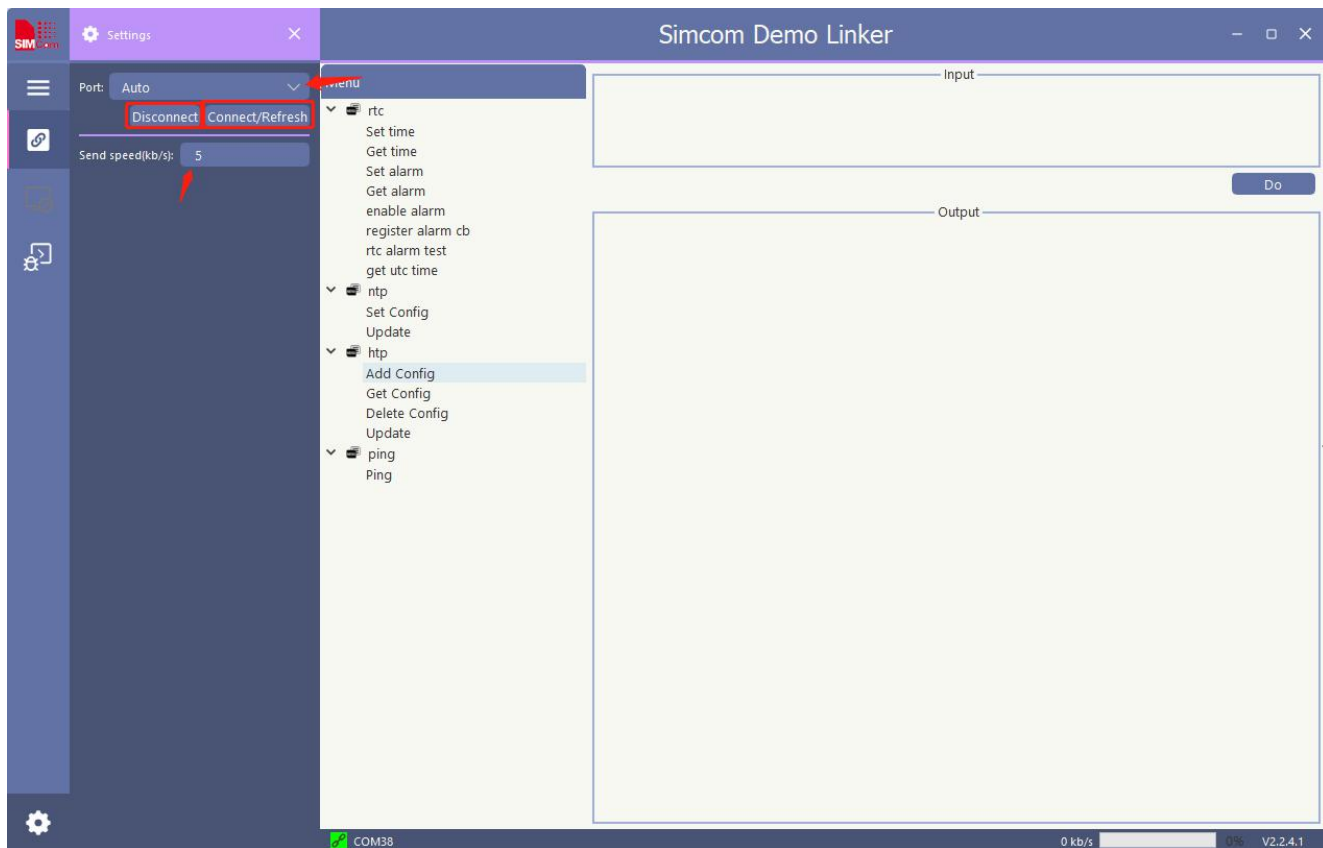 SIMCom
Settings
Simcom Demo Linker
Port: Auto
Disconnect Connect/Refresh
Send speed(kb/s): 5
Menu
rtc
Set time
Get time
Set alarm
Get alarm
enable alarm
register alarm cb
rtc alarm test
get utc time
ntp
Set Config
Update
htp
Add Config
Get Config
Delete Config
Update
ping
Ping
Input
Do
Output
COM38
0 kb/s
0%
V2.2.4.1